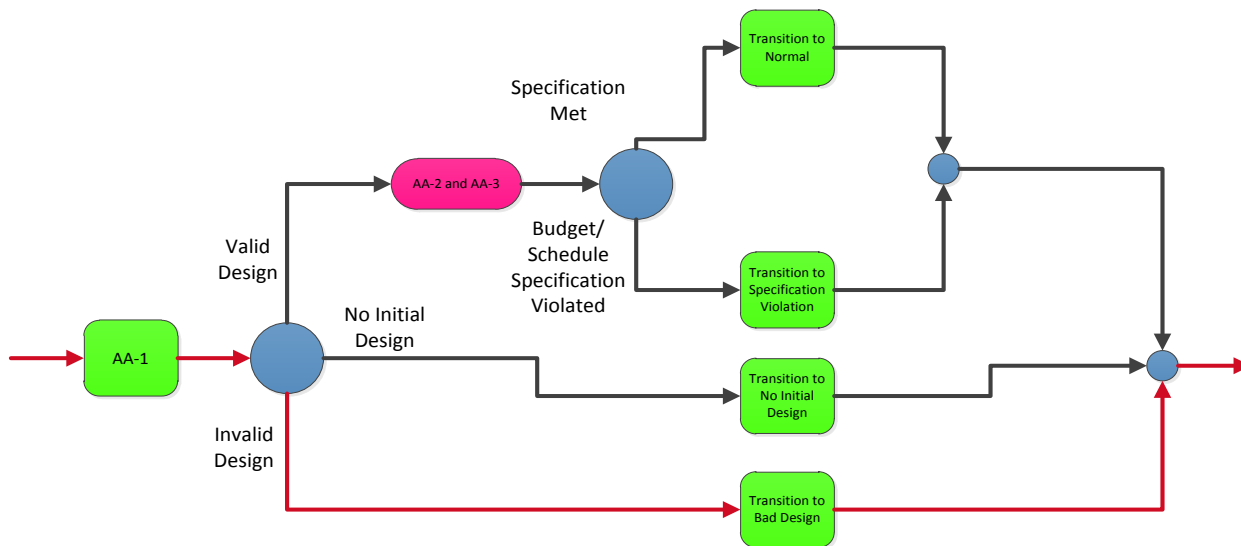 Transition to
Normal
Specification
Met
AA-2 and AA-3
Budget/
Schedule
Specification
Violated
Transition to
Specification
Violation
Valid
Design
No Initial
Design
AA-1
Transition to
No Initial
Design
Invalid
Design
Transition to
Bad Design